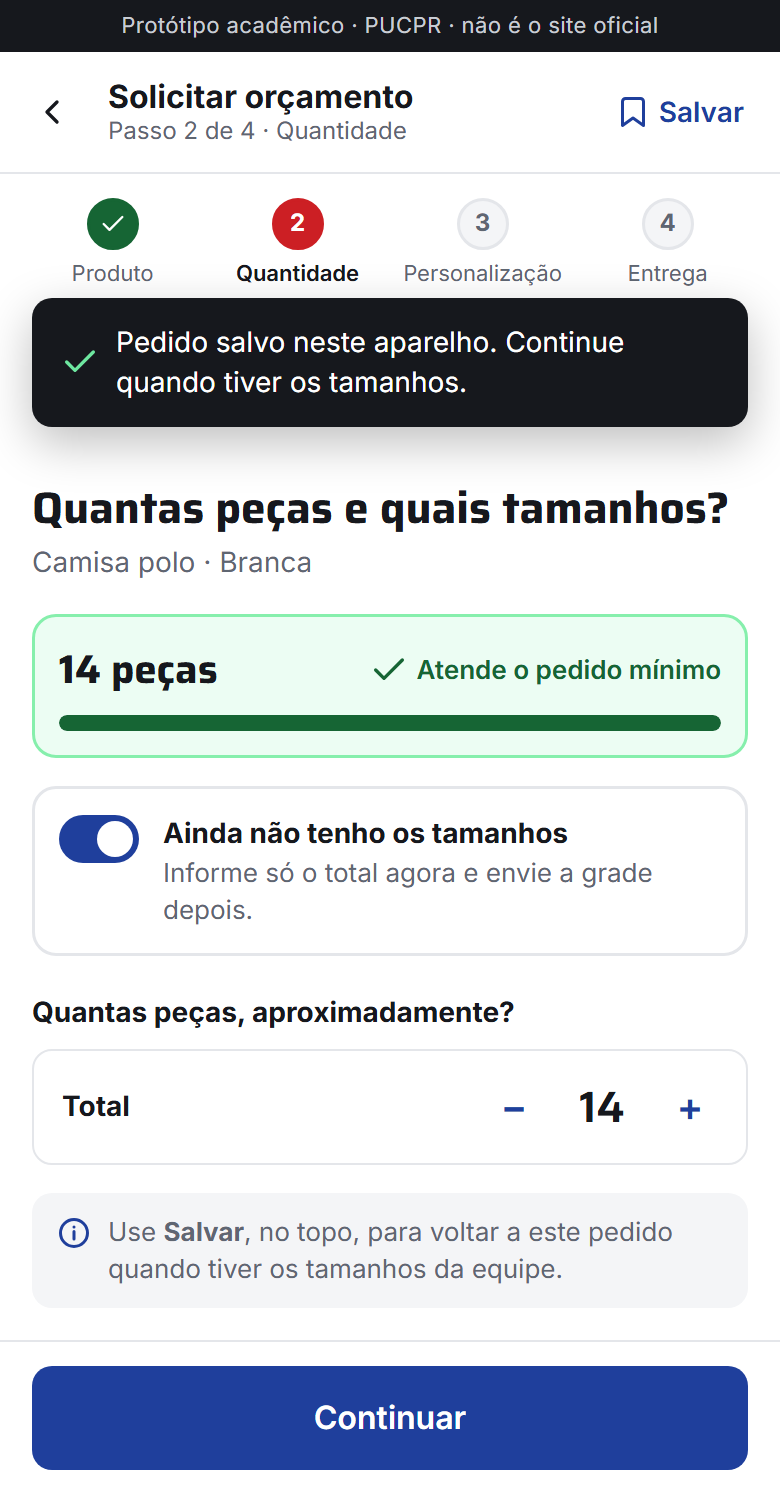 Protótipo acadêmico · PUCPR · não é o site oficial
Solicitar orçamento
Passo 2 de 4 · Quantidade
Salvar
2
3
4
Produto
Quantidade
Personalização
Entrega
Pedido salvo neste aparelho. Continue
quando tiver os tamanhos.
Quantas peças e quais tamanhos?
Camisa polo · Branca
14 peças
Atende o pedido mínimo
Ainda não tenho os tamanhos
Informe só o total agora e envie a grade
depois.
Quantas peças, aproximadamente?
Total
− 14 +
Use Salvar, no topo, para voltar a este pedido
quando tiver os tamanhos da equipe.
Continuar